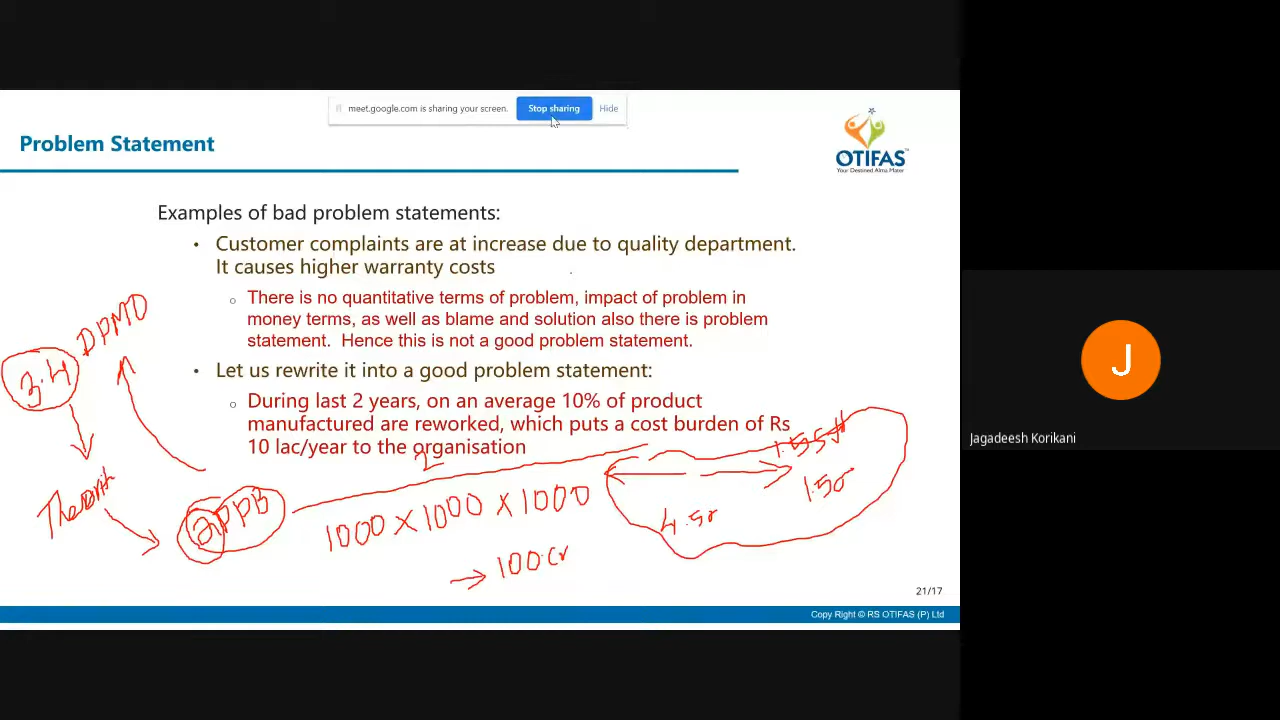 meet.google.com is sharing your screen. Stop sharing Hide
Problem Statement
OTIFAS™
Your Destined Alma Mater
Examples of bad problem statements:
• Customer complaints are at increase due to quality department.
It causes higher warranty costs
o There is no quantitative terms of problem, impact of problem in
money terms, as well as blame and solution also there is problem
statement. Hence this is not a good problem statement.
DPMO
3.4
• Let us rewrite it into a good problem statement:
o During last 2 years, on an average 10% of product
manufactured are reworked, which puts a cost burden of Rs
10 lac/year to the organisation
2
1.5σ
2PPB
1000 × 1000 × 1000
4.5σ
→ 100.Cr
21/17
Copy Right © RS OTIFAS (P) Ltd
J
Jagadeesh Korikani